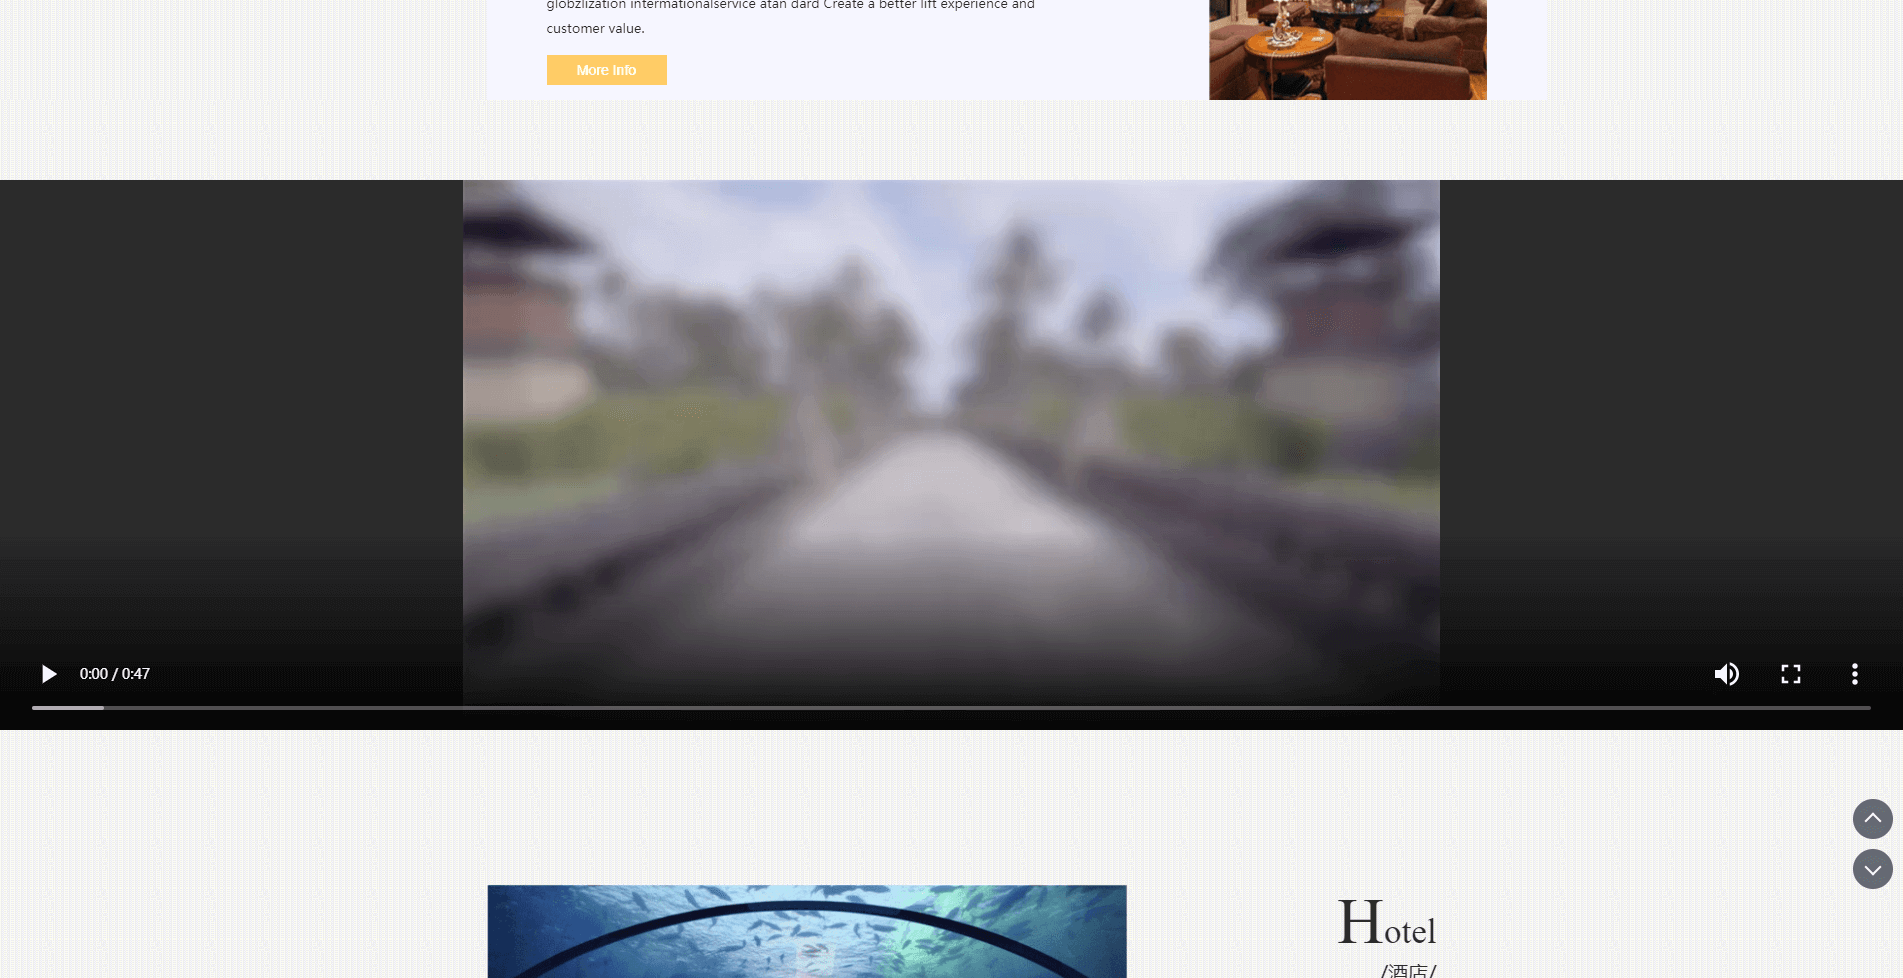 globzlization intermationalservice atan dard Create a better lift experience and
customer value.
More Info
0:00 / 0:47
Hotel
/酒店/